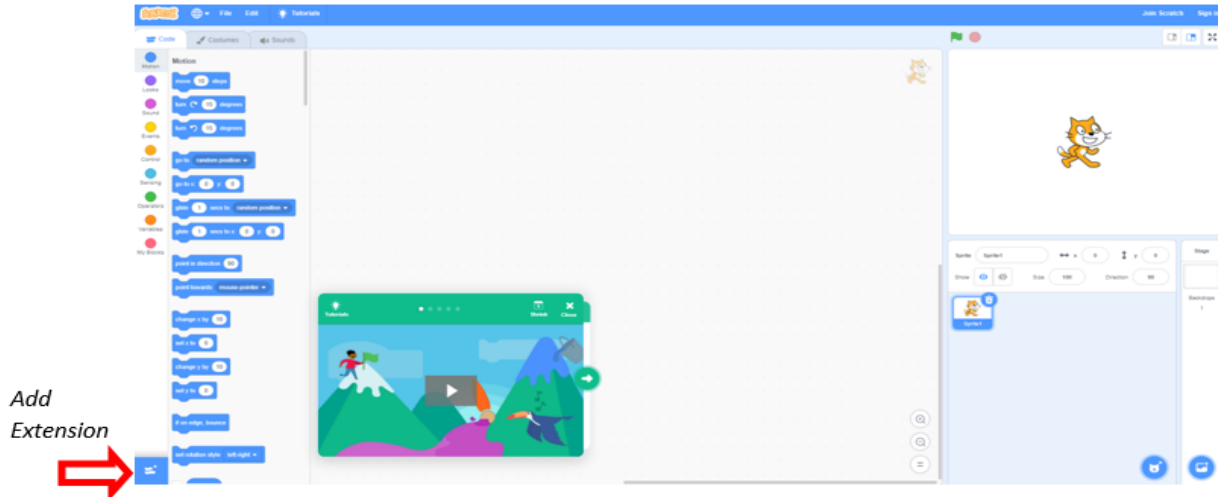 SCRATCH File Edit Tutorials Join Scratch
Code Costumes Sounds
Motion
Looks
Sound
Events
Control
Sensing
Operators
Variables
My Blocks
Motion
move 10 steps
turn 15 degrees
turn 15 degrees
go to random position
go to x: 0 y: 0
glide 1 secs to random position
glide 1 secs to x: 0 y: 0
point in direction 90
point towards mouse-pointer
change x by 10
set x to 0
change y by 10
set y to 0
if on edge, bounce
set rotation style left-right
Tutorials Shrink Close
Sprite Sprite1 x 0 y 0
Show Size 100 Direction 90
Sprite1
Stage
Backdrops
1
Add
Extension